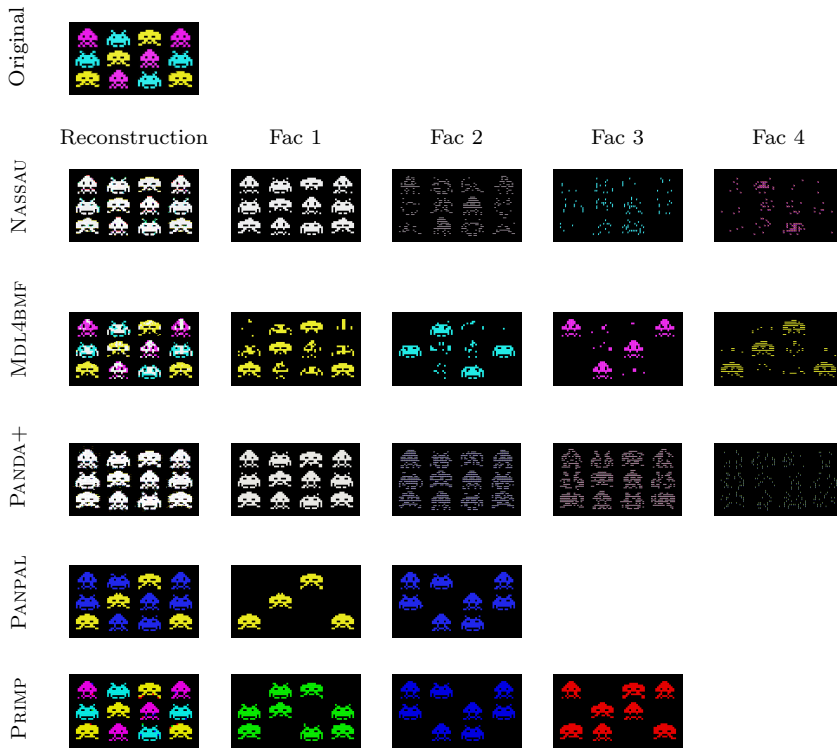 Original
Reconstruction Fac 1 Fac 2 Fac 3 Fac 4
NASSAU
MDL4BMF
PANDA+
PANPAL
PRIMP